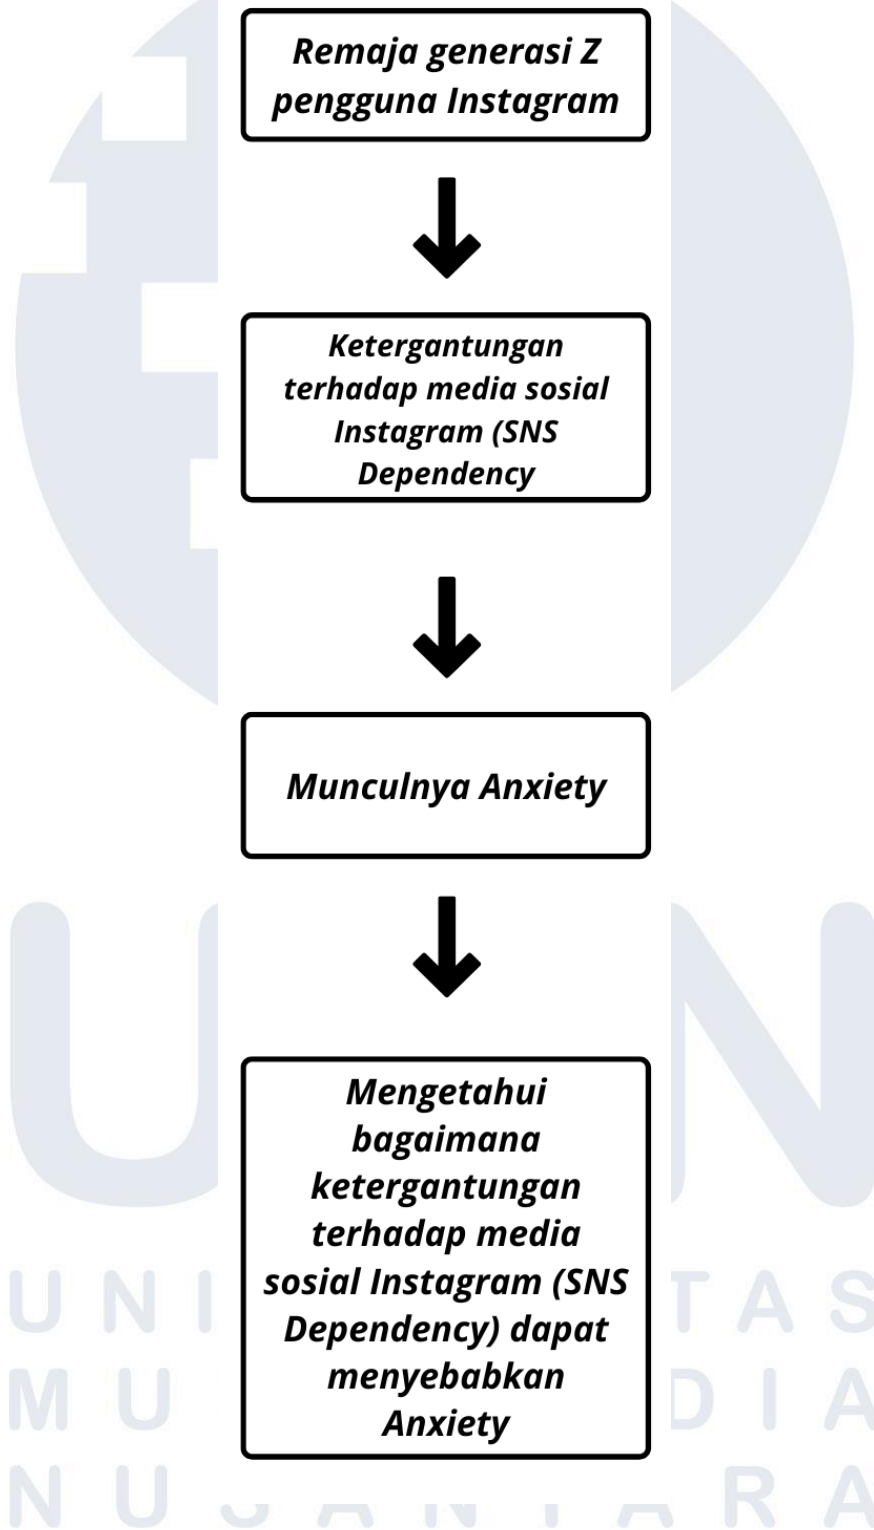 Remaja generasi Z
pengguna Instagram
Ketergantungan
terhadap media sosial
Instagram (SNS
Dependency
Munculnya Anxiety
Mengetahui
bagaimana
ketergantungan
terhadap media
sosial Instagram (SNS
Dependency) dapat
menyebabkan
Anxiety
U N
U N I T A S
M U D I A
N U S A N T A R A